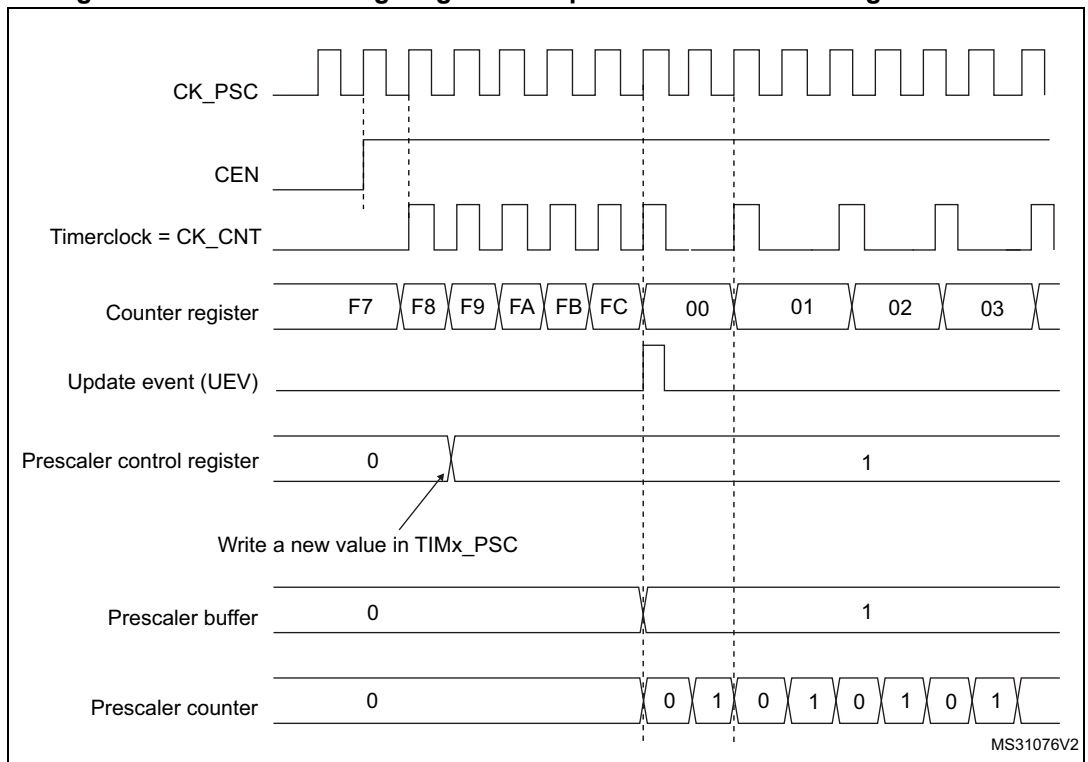 CK_PSC
CEN
Timerclock = CK_CNT
Counter register F7 F8 F9 FA FB FC 00 01 02 03
Update event (UEV)
Prescaler control register 0 1
Write a new value in TIMx_PSC
Prescaler buffer 0 1
Prescaler counter 0 0 1 0 1 0 1 0 1
MS31076V2